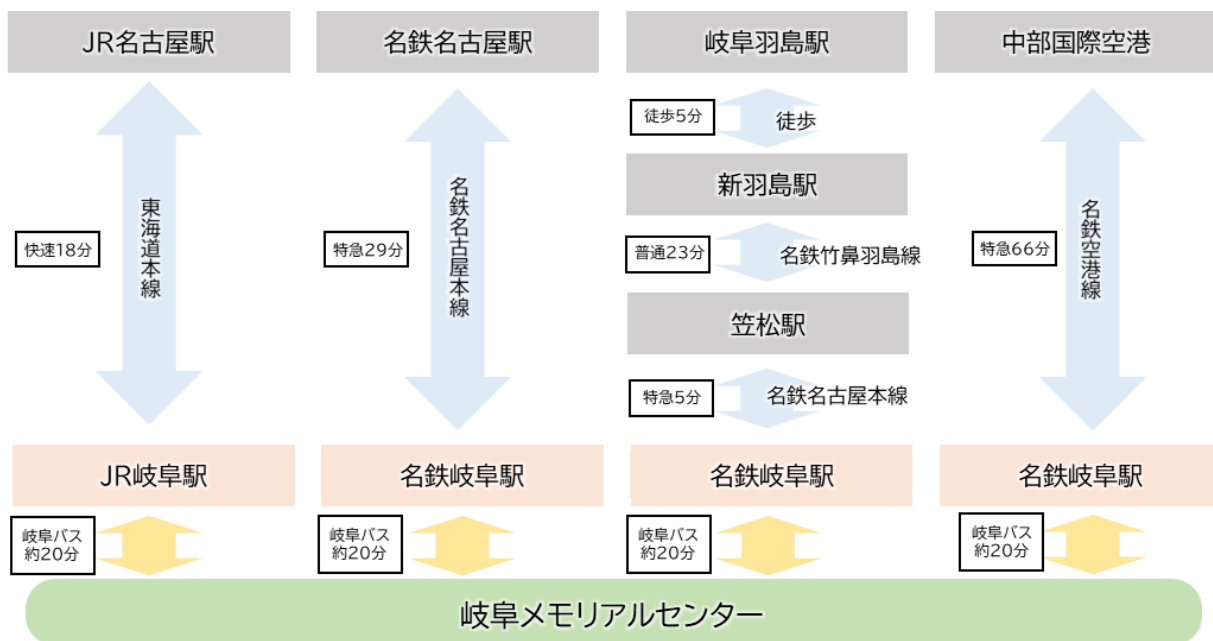 JR名古屋駅
快速18分
東海道本線
JR岐阜駅
岐阜バス
約20分
名鉄名古屋駅
特急29分
名鉄名古屋本線
名鉄岐阜駅
岐阜バス
約20分
岐阜羽島駅
徒歩5分
徒歩
新羽島駅
普通23分
名鉄竹鼻羽島線
笠松駅
特急5分
名鉄名古屋本線
名鉄岐阜駅
岐阜バス
約20分
中部国際空港
特急66分
名鉄空港線
名鉄岐阜駅
岐阜バス
約20分
岐阜メモリアルセンター